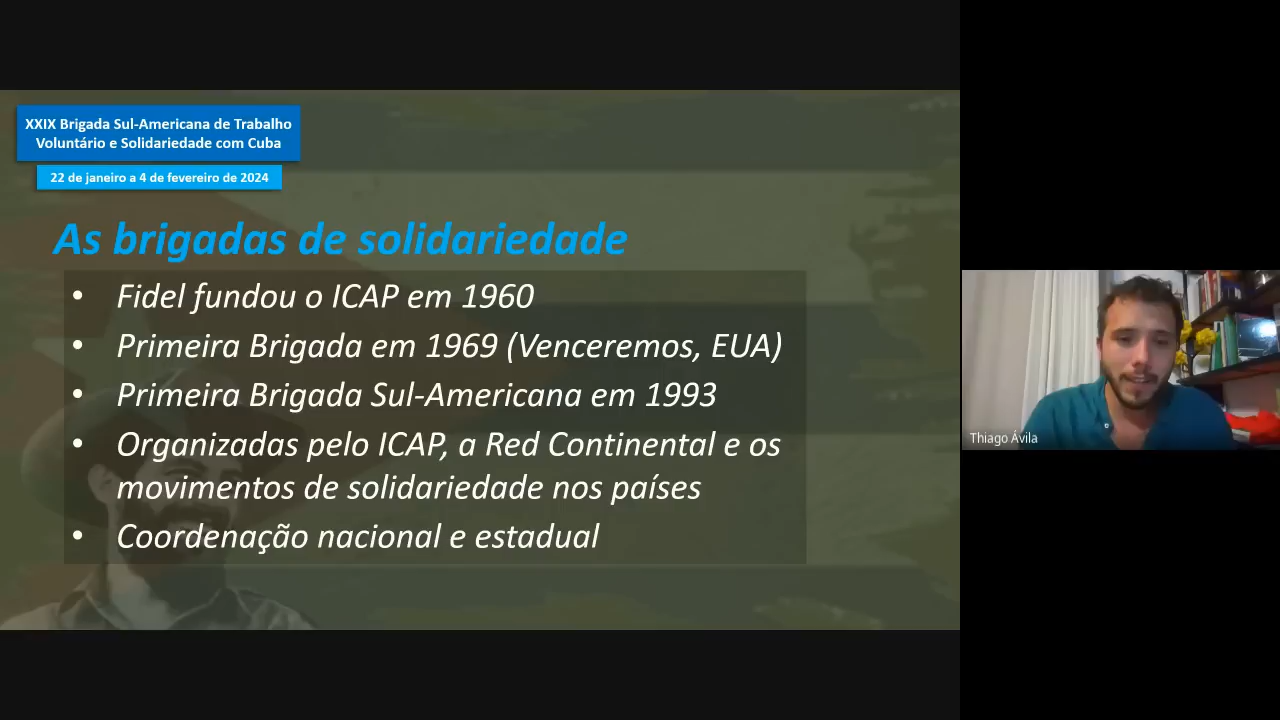 XXIX Brigada Sul-Americana de Trabalho
Voluntário e Solidariedade com Cuba
22 de janeiro a 4 de fevereiro de 2024
As brigadas de solidariedade
• Fidel fundou o ICAP em 1960
• Primeira Brigada em 1969 (Venceremos, EUA)
• Primeira Brigada Sul-Americana em 1993
• Organizadas pelo ICAP, a Red Continental e os
movimentos de solidariedade nos países
• Coordenação nacional e estadual
Thiago Ávila